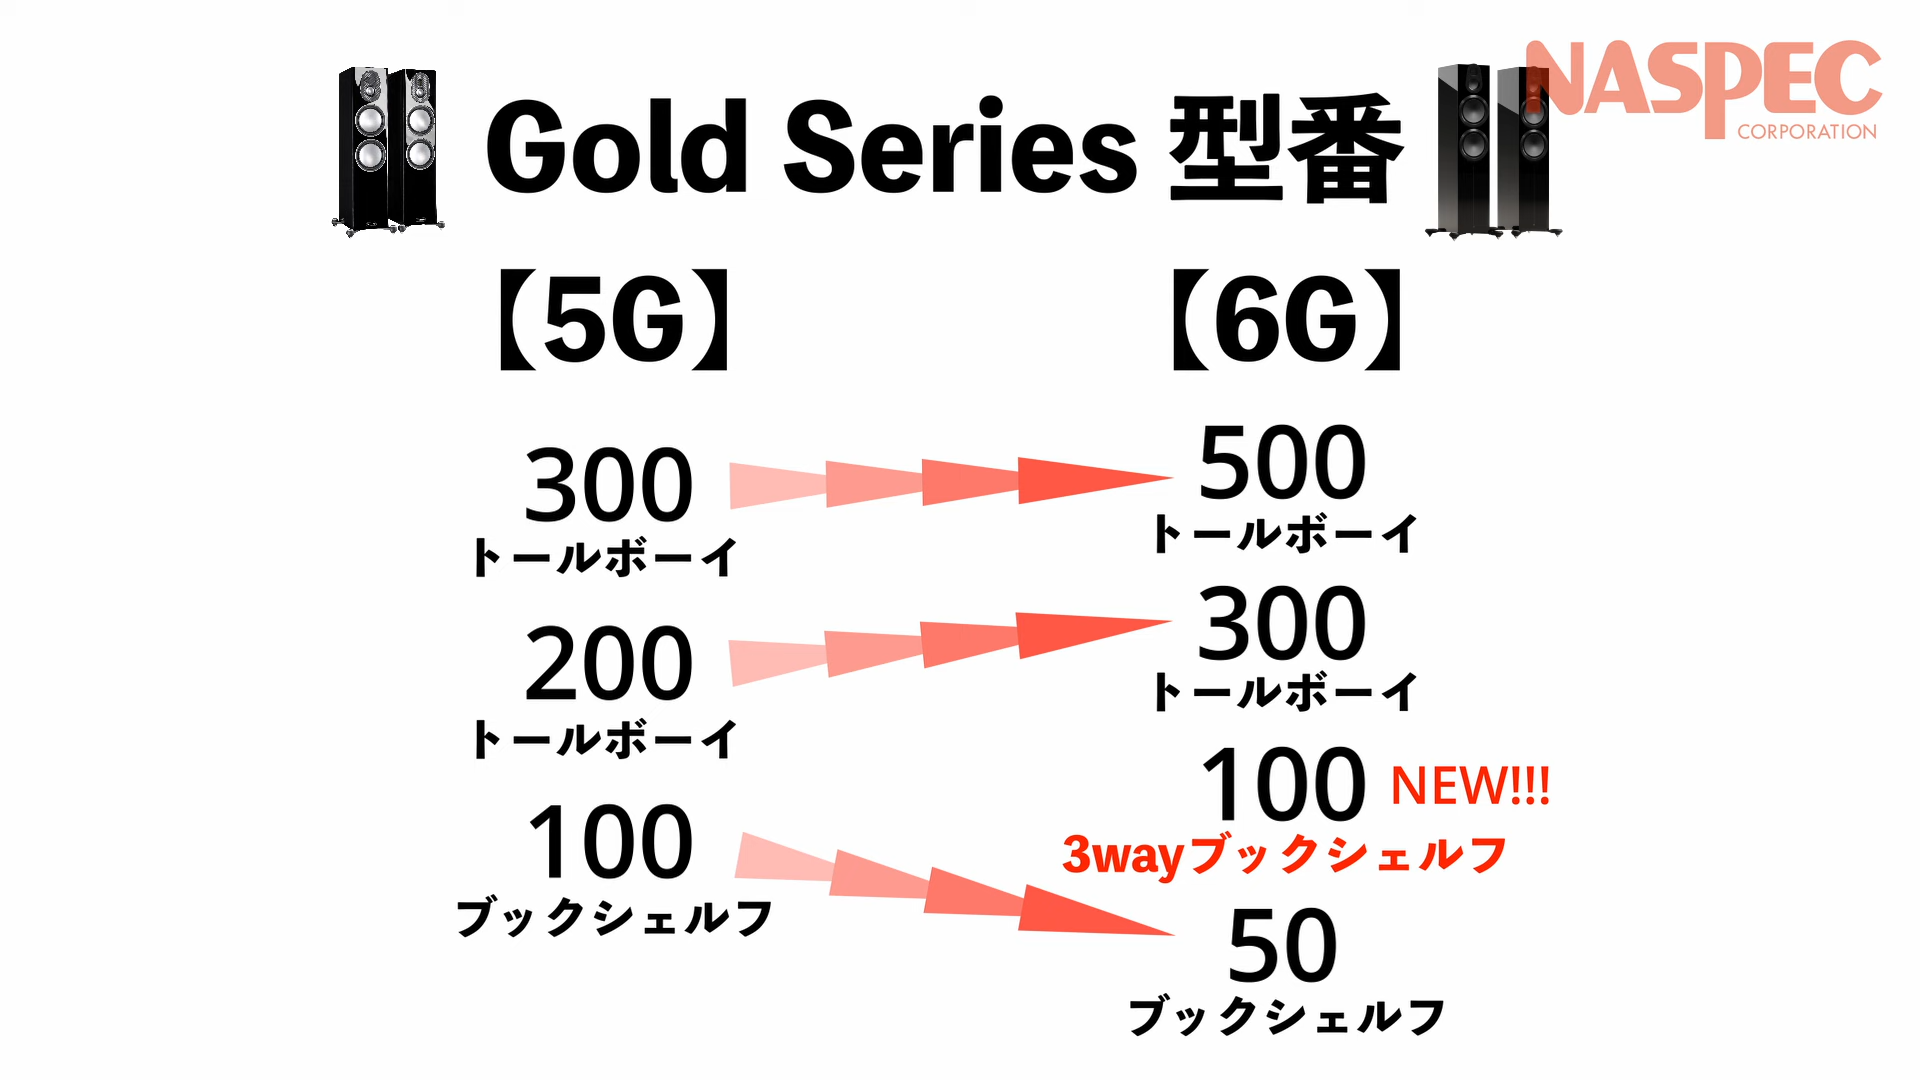 NASPEC
CORPORATION
Gold Series 型番
【5G】
【6G】
300
トールボーイ
500
トールボーイ
200
トールボーイ
300
トールボーイ
100
ブックシェルフ
100 NEW!!!
3wayブックシェルフ
50
ブックシェルフ